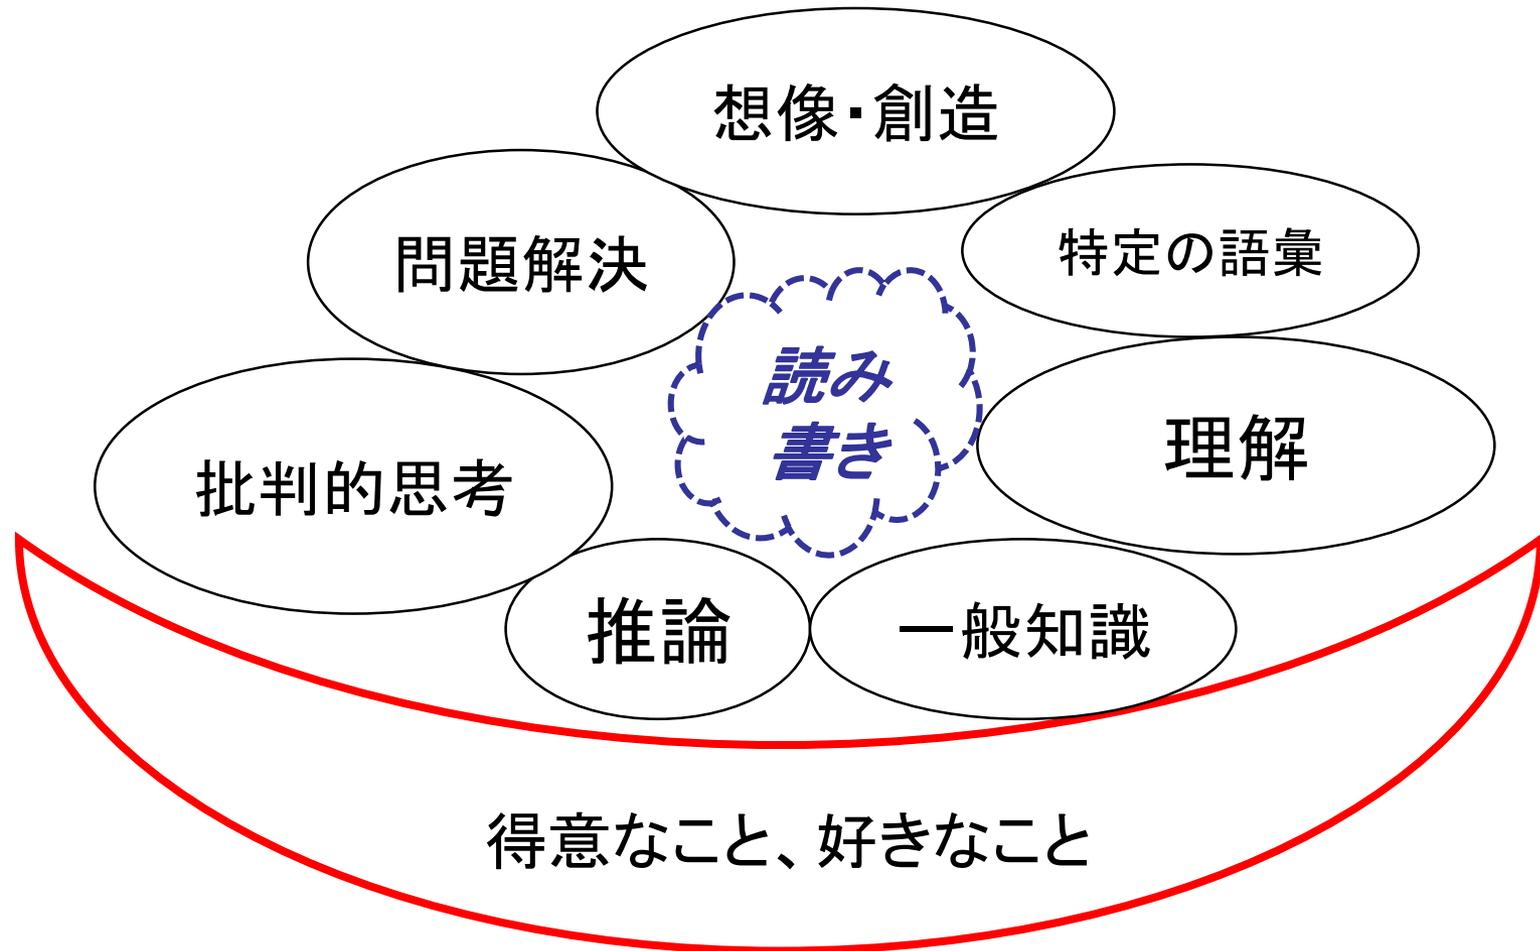 想像・創造
問題解決
特定の語彙
読み
書き
批判的思考
理解
推論
一般知識
得意なこと、好きなこと